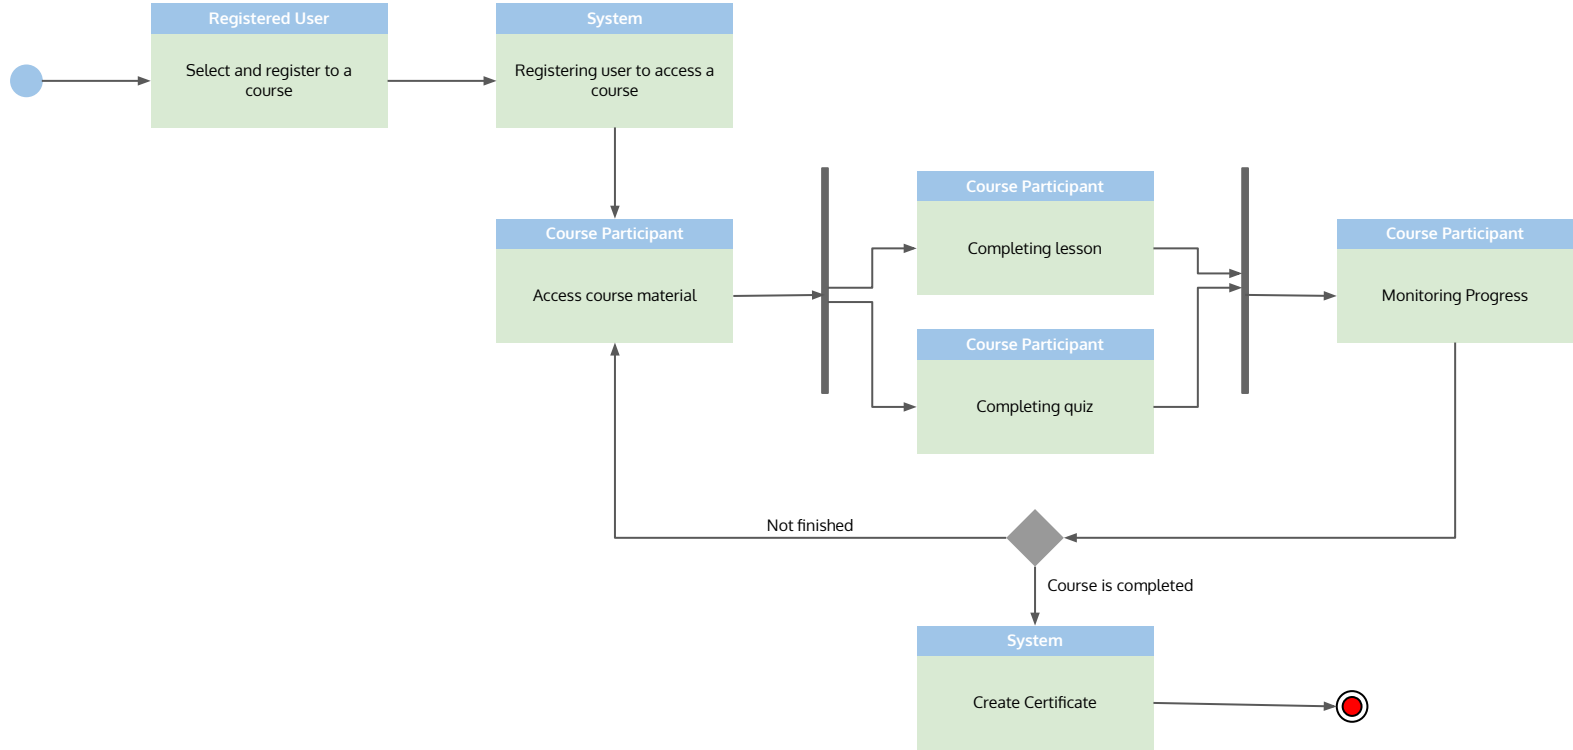 Registered User
Select and register to a
course
System
Registering user to access a
course
Course Participant
Access course material
Course Participant
Completing lesson
Course Participant
Completing quiz
Course Participant
Monitoring Progress
Not finished
Course is completed
System
Create Certificate